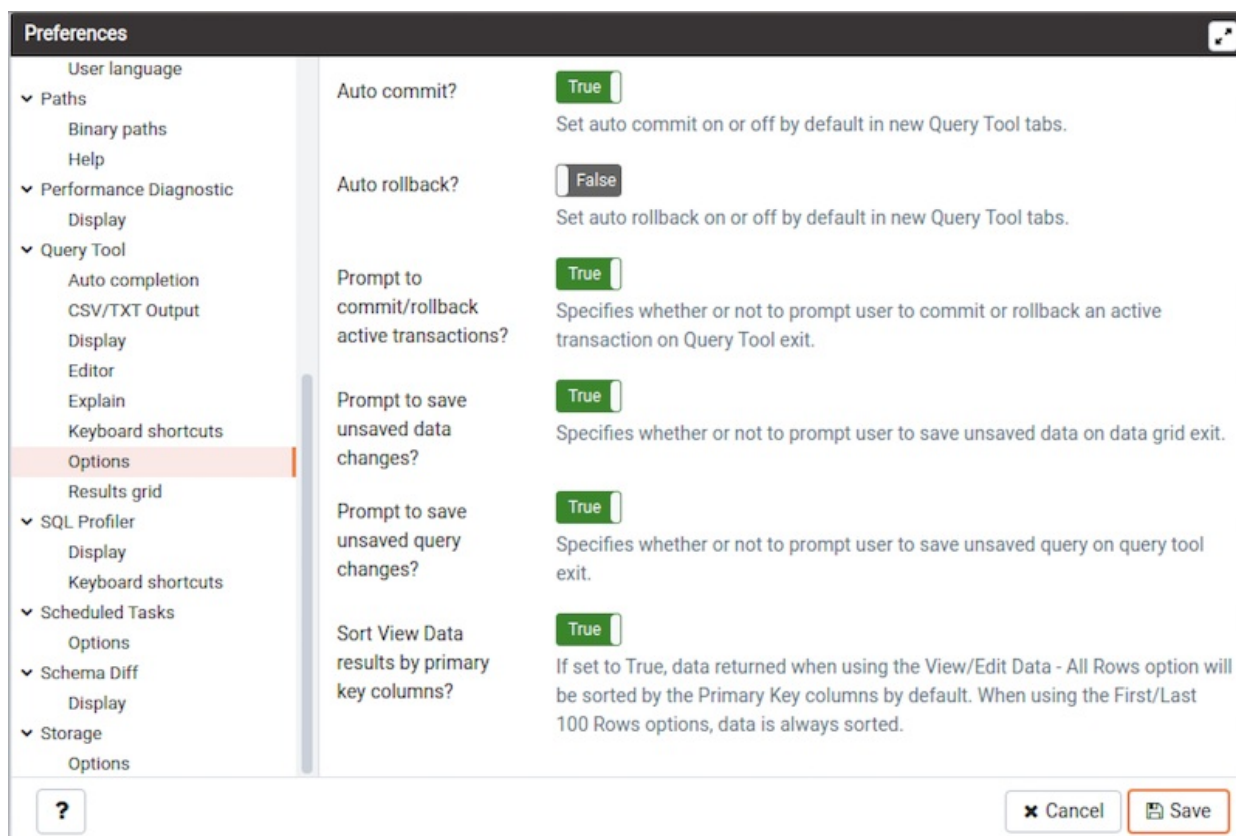 Preferences
User language
Paths
Binary paths
Help
Performance Diagnostic
Display
Query Tool
Auto completion
CSV/TXT Output
Display
Editor
Explain
Keyboard shortcuts
Options
Results grid
SQL Profiler
Display
Keyboard shortcuts
Scheduled Tasks
Options
Schema Diff
Display
Storage
Options
Auto commit?
True
Set auto commit on or off by default in new Query Tool tabs.
Auto rollback?
False
Set auto rollback on or off by default in new Query Tool tabs.
Prompt to
commit/rollback
active transactions?
True
Specifies whether or not to prompt user to commit or rollback an active
transaction on Query Tool exit.
Prompt to save
unsaved data
changes?
True
Specifies whether or not to prompt user to save unsaved data on data grid exit.
Prompt to save
unsaved query
changes?
True
Specifies whether or not to prompt user to save unsaved query on query tool
exit.
Sort View Data
results by primary
key columns?
True
If set to True, data returned when using the View/Edit Data - All Rows option will
be sorted by the Primary Key columns by default. When using the First/Last
100 Rows options, data is always sorted.
?
Cancel
Save